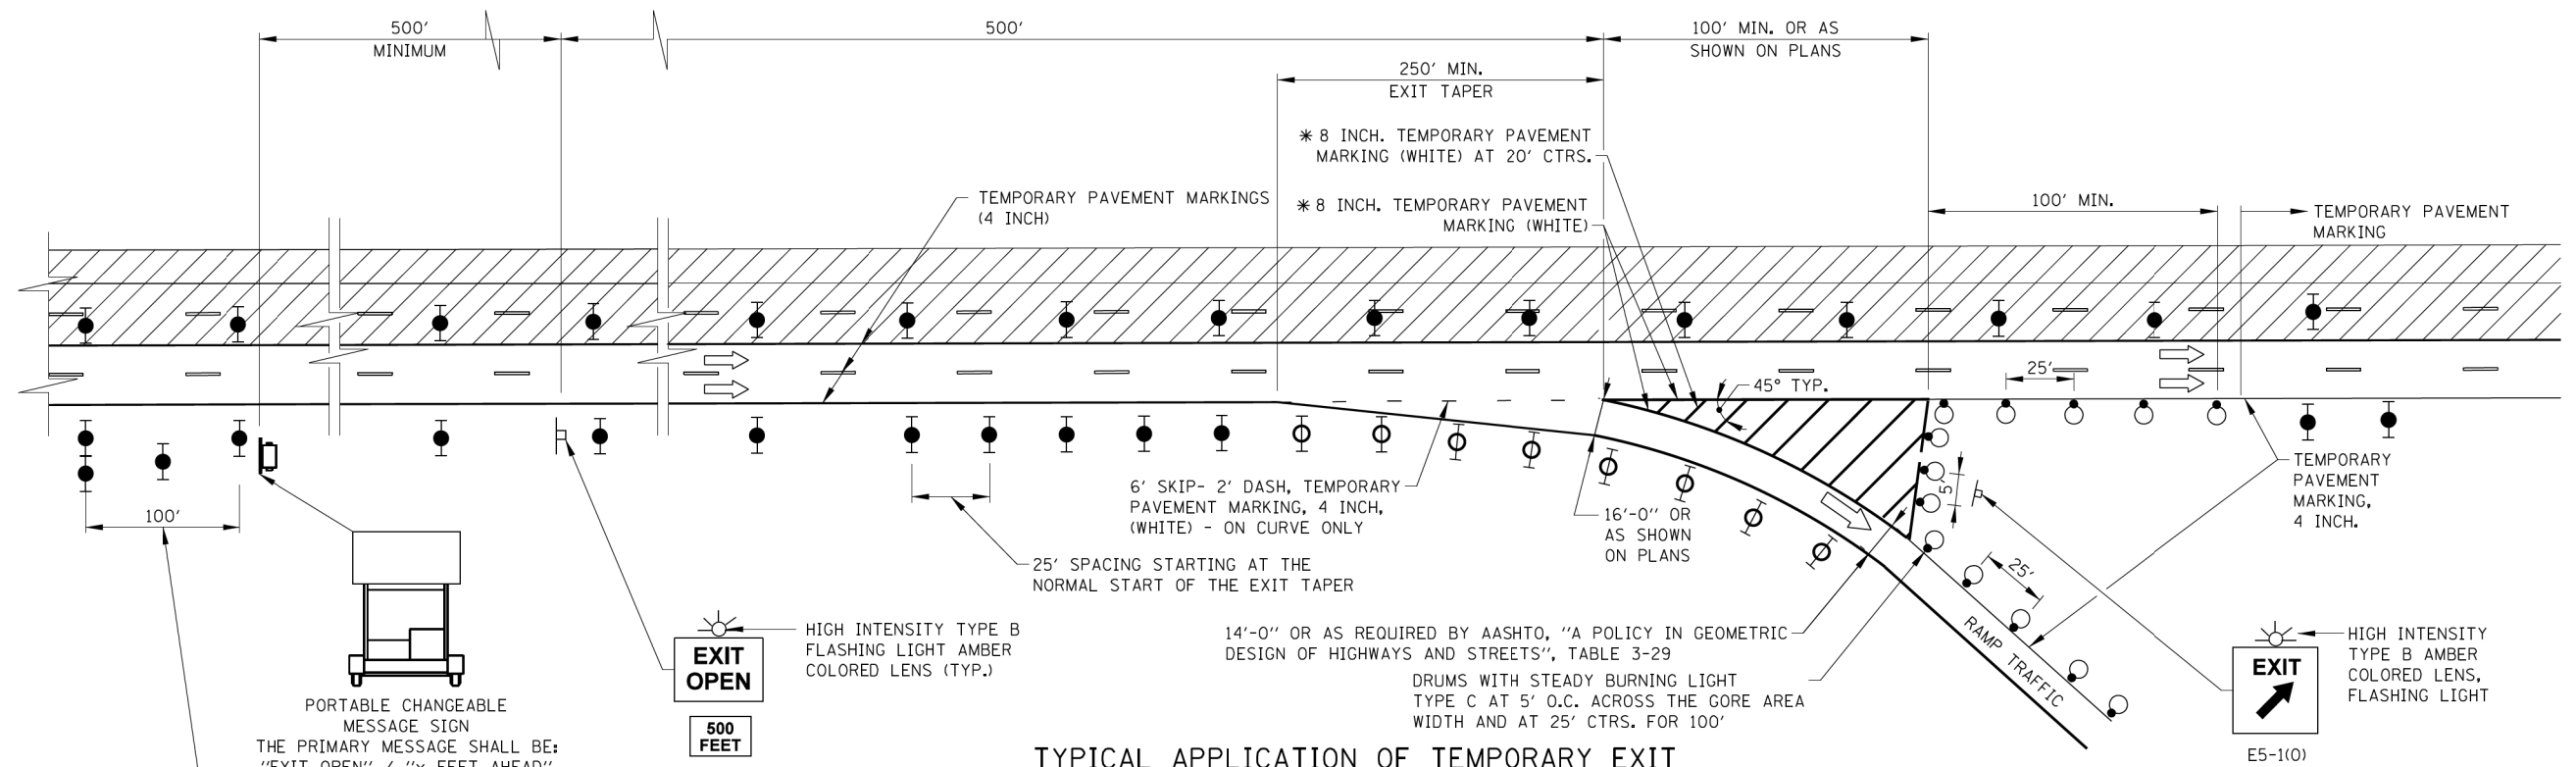 500'
MINIMUM
500'
100' MIN. OR AS
SHOWN ON PLANS
250' MIN.
EXIT TAPER
* 8 INCH. TEMPORARY PAVEMENT
MARKING (WHITE) AT 20' CTRS.
TEMPORARY PAVEMENT MARKINGS
(4 INCH)
* 8 INCH. TEMPORARY PAVEMENT
MARKING (WHITE)
100' MIN.
TEMPORARY PAVEMENT
MARKING
25'
45° TYP.
100'
6' SKIP- 2' DASH, TEMPORARY
PAVEMENT MARKING, 4 INCH,
(WHITE) - ON CURVE ONLY
16'-0" OR
AS SHOWN
ON PLANS
5'
TEMPORARY
PAVEMENT
MARKING,
4 INCH.
25' SPACING STARTING AT THE
NORMAL START OF THE EXIT TAPER
25'
RAMP TRAFFIC
HIGH INTENSITY TYPE B
FLASHING LIGHT AMBER
COLORED LENS (TYP.)
EXIT
OPEN
500
FEET
14'-0" OR AS REQUIRED BY AASHTO, "A POLICY IN GEOMETRIC
DESIGN OF HIGHWAYS AND STREETS", TABLE 3-29
DRUMS WITH STEADY BURNING LIGHT
TYPE C AT 5' O.C. ACROSS THE GORE AREA
WIDTH AND AT 25' CTRS. FOR 100'
HIGH INTENSITY
TYPE B AMBER
COLORED LENS,
FLASHING LIGHT
EXIT
E5-1(O)
PORTABLE CHANGEABLE
MESSAGE SIGN
THE PRIMARY MESSAGE SHALL BE:
"EXIT OPEN" / "x FEET AHEAD"
TYPICAL APPLICATION OF TEMPORARY EXIT